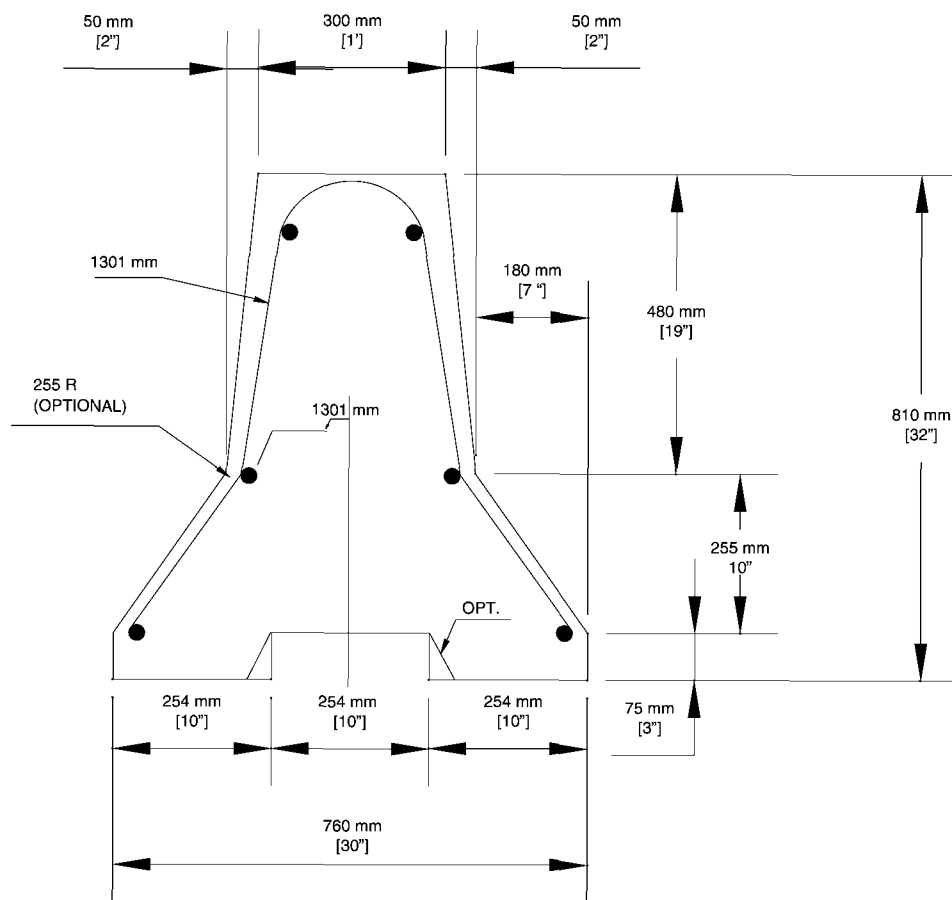 50 mm
[2”]
300 mm
[1']
50 mm
[2”]
1301 mm
180 mm
[7 “]
480 mm
[19”]
255 R
(OPTIONAL)
1301 mm
810 mm
[32”]
255 mm
10”
OPT.
254 mm
[10”]
254 mm
[10”]
254 mm
[10”]
75 mm
[3”]
760 mm
[30”]